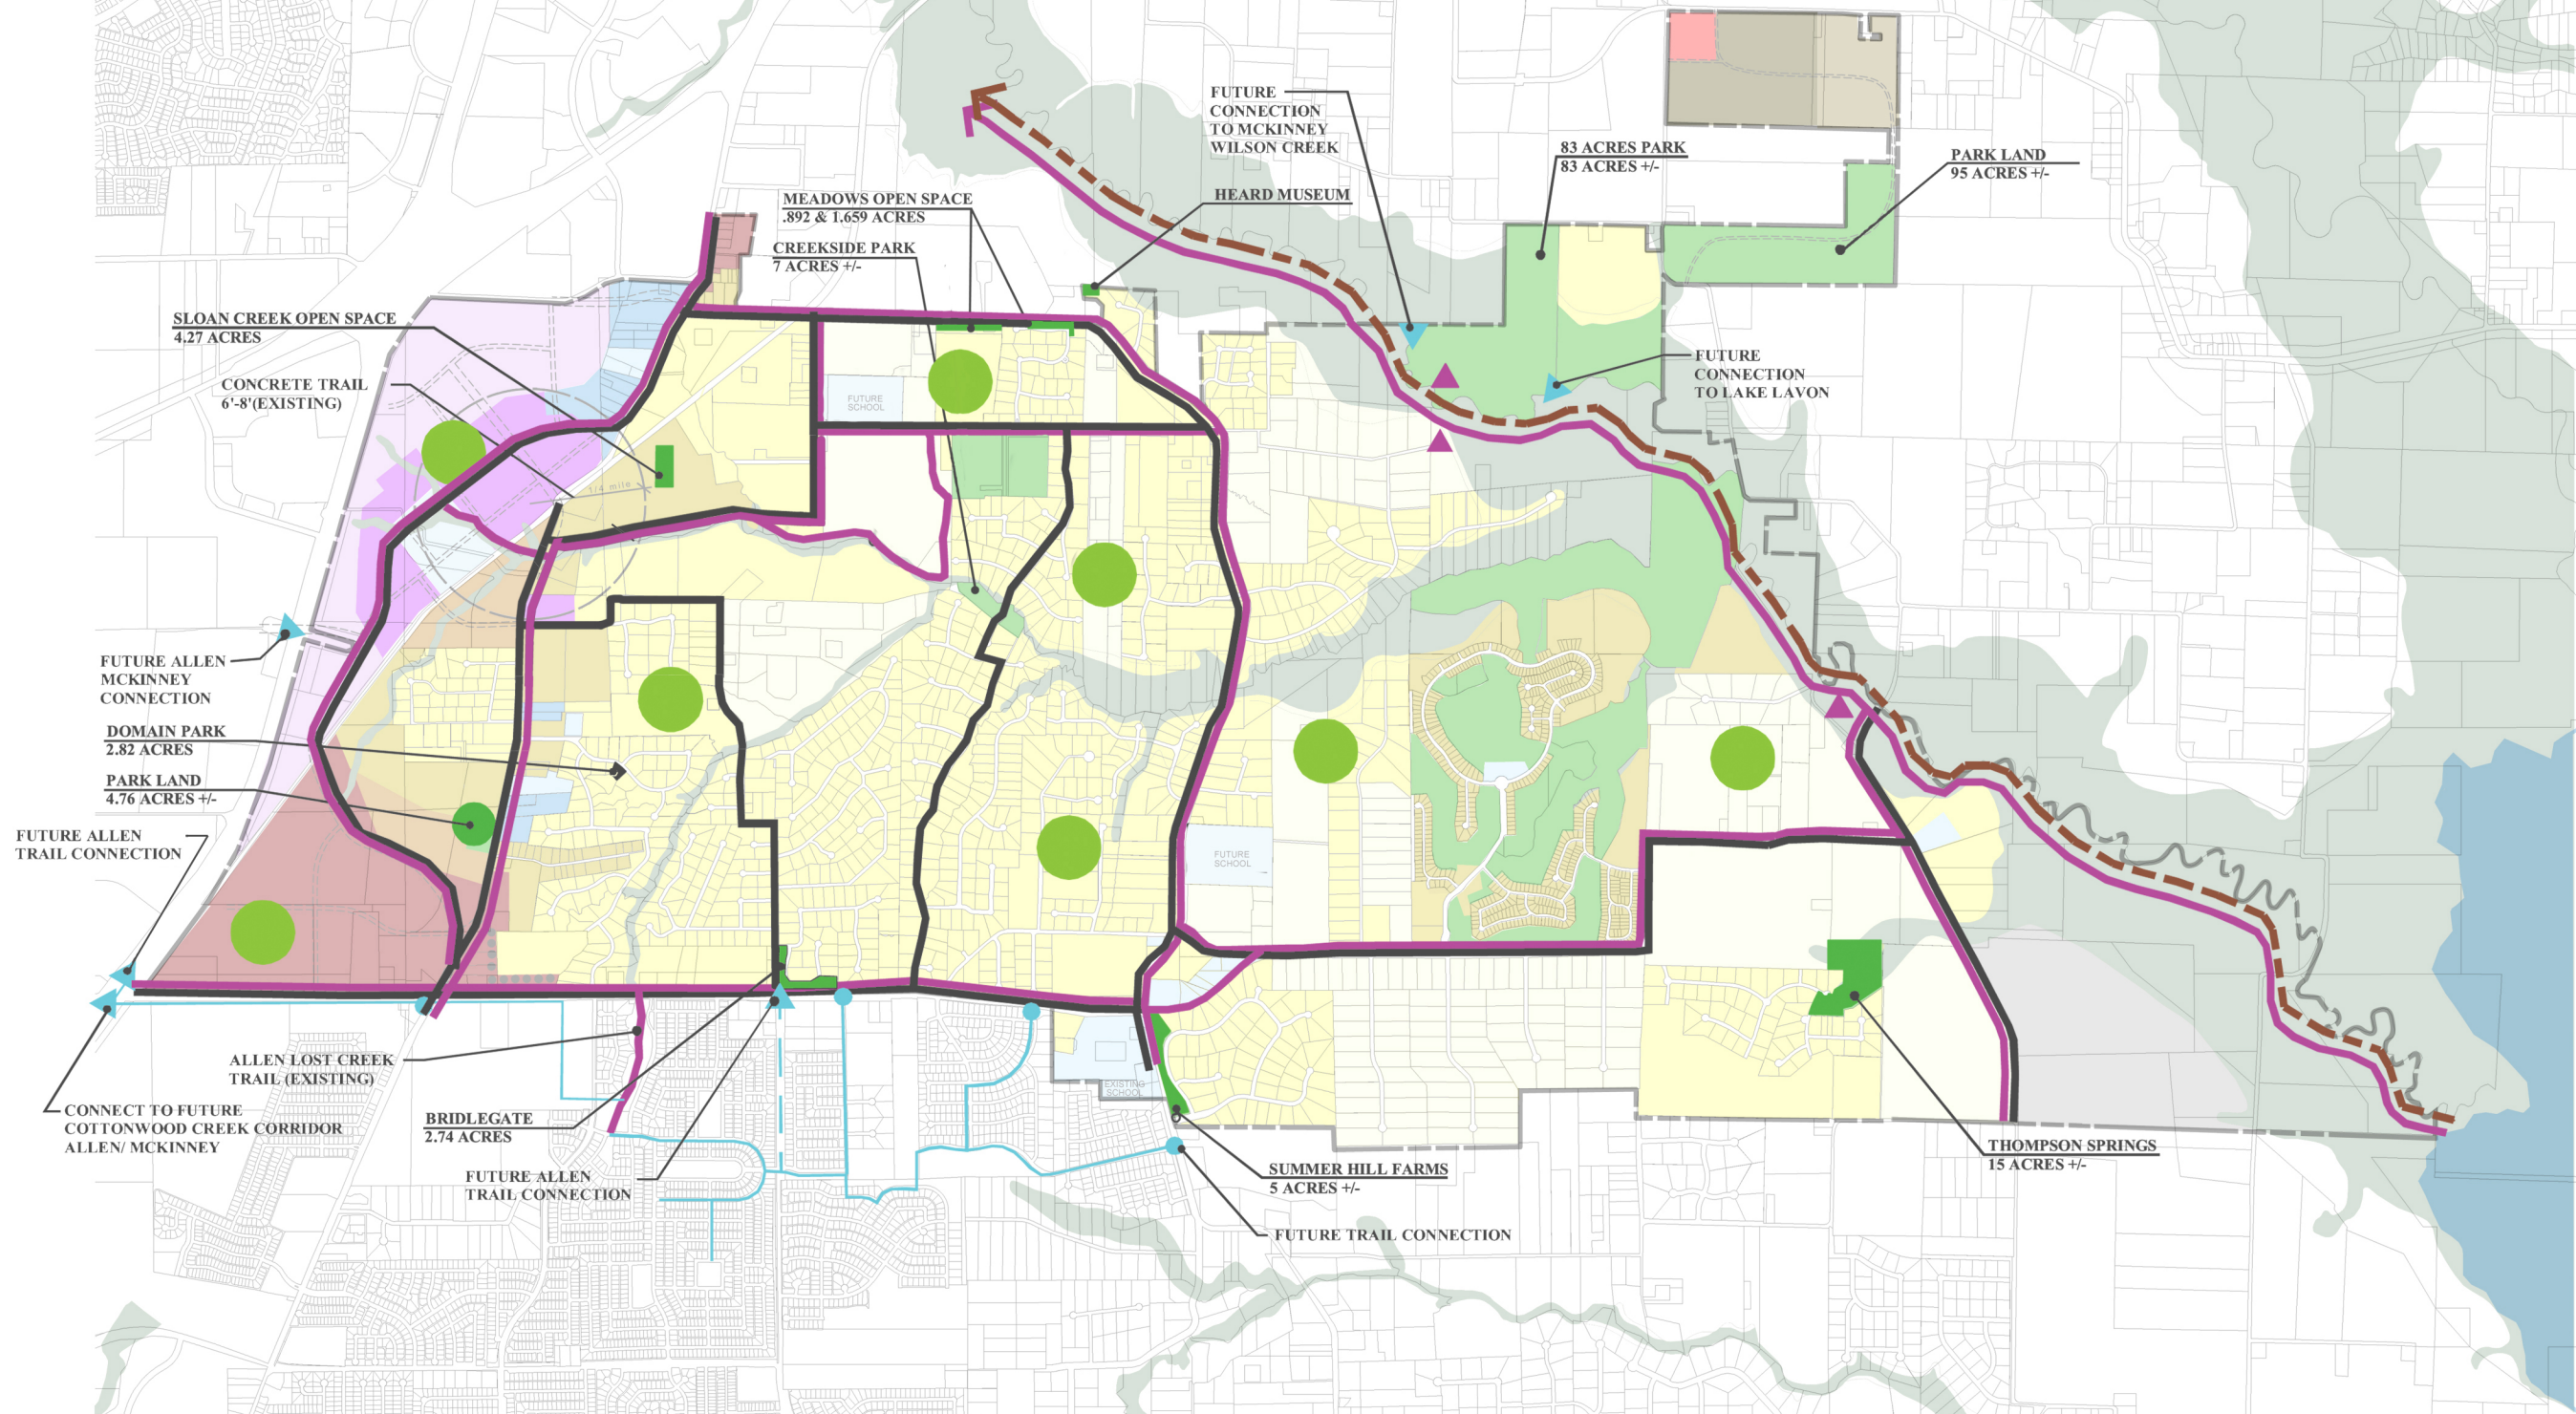 FUTURE
CONNECTION
TO MCKINNEY
WILSON CREEK
83 ACRES PARK
83 ACRES +/-
PARK LAND
95 ACRES +/-
HEARD MUSEUM
MEADOWS OPEN SPACE
.892 & 1.659 ACRES
CREEKSIDE PARK
7 ACRES +/-
SLOAN CREEK OPEN SPACE
4.27 ACRES
CONCRETE TRAIL
6'-8'(EXISTING)
FUTURE
CONNECTION
TO LAKE LAVON
FUTURE
SCHOOL
1/4 mile
FUTURE ALLEN
MCKINNEY
CONNECTION
DOMAIN PARK
2.82 ACRES
PARK LAND
4.76 ACRES +/-
FUTURE ALLEN
TRAIL CONNECTION
FUTURE
SCHOOL
ALLEN LOST CREEK
TRAIL (EXISTING)
CONNECT TO FUTURE
COTTONWOOD CREEK CORRIDOR
ALLEN/ MCKINNEY
BRIDLEGATE
2.74 ACRES
EXISTING
SCHOOL
FUTURE ALLEN
TRAIL CONNECTION
SUMMER HILL FARMS
5 ACRES +/-
THOMPSON SPRINGS
15 ACRES +/-
FUTURE TRAIL CONNECTION